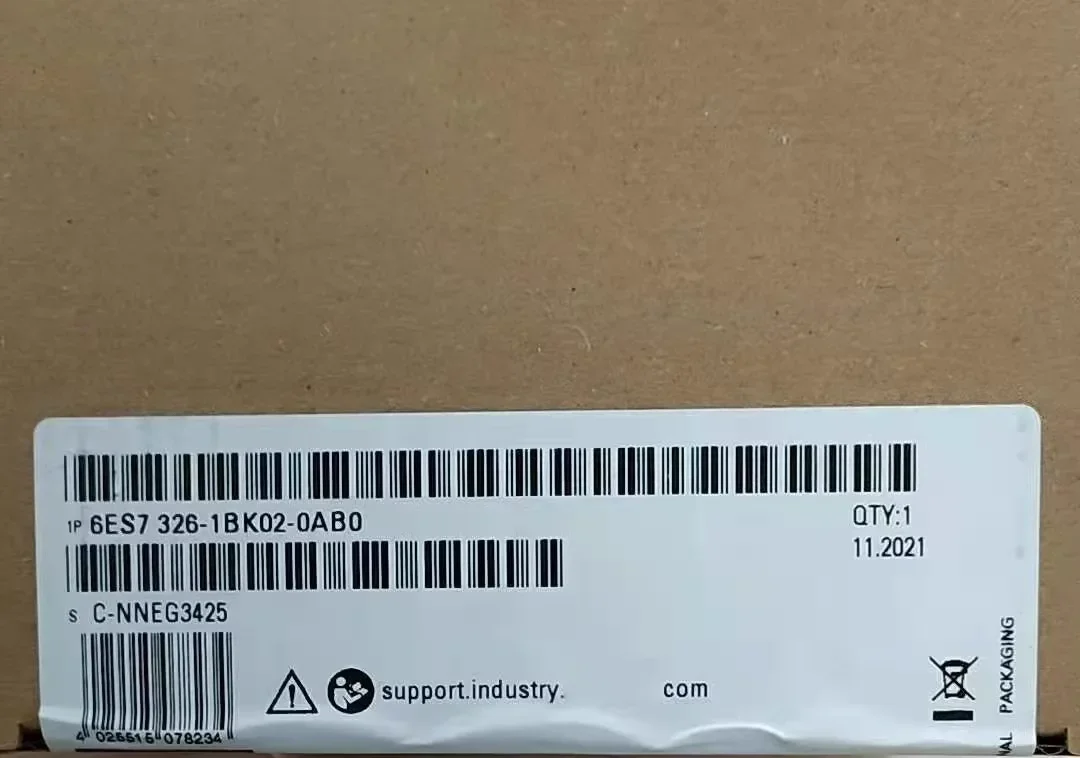 1P 6ES7 326-1BK02-0AB0
QTY:1
11.2021
S C-NNEG3425
support.industry. com
4 025515 078234
PACKAGING